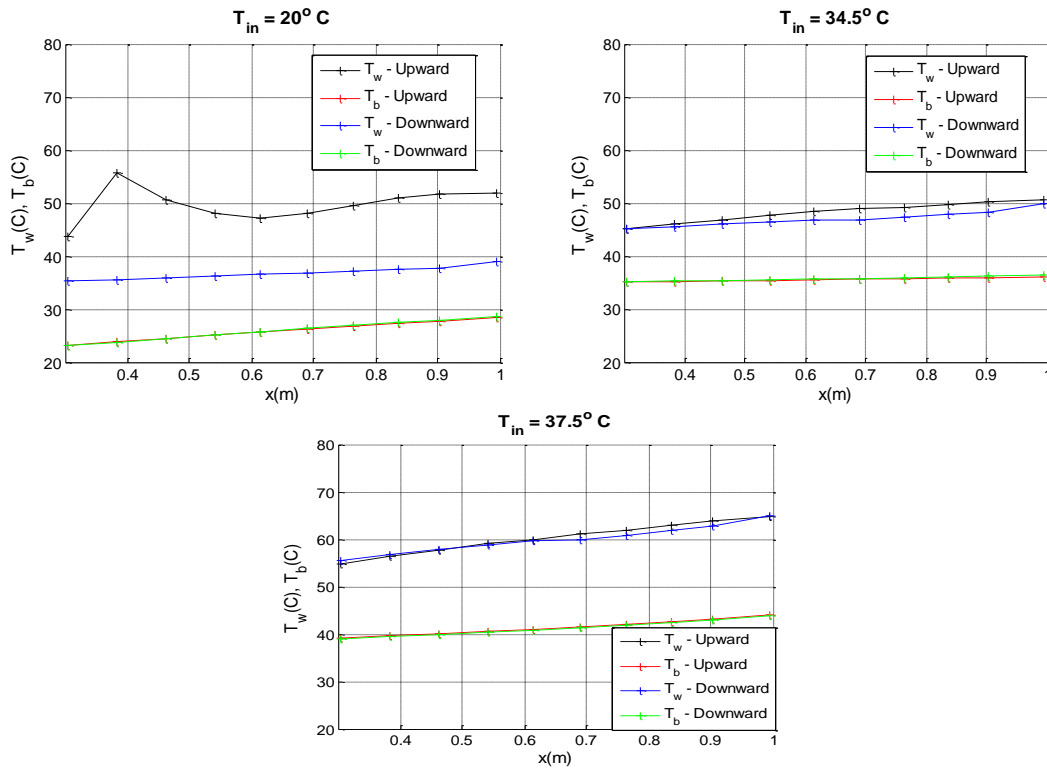 T_in = 20° C
80
70
60
50
40
30
20
T_w(C), T_b(C)
0.4
0.5
0.6
0.7
0.8
0.9
1
x(m)
T_w - Upward
T_b - Upward
T_w - Downward
T_b - Downward
T_in = 34.5° C
80
70
60
50
40
30
20
T_w(C), T_b(C)
0.4
0.5
0.6
0.7
0.8
0.9
1
x(m)
T_w - Upward
T_b - Upward
T_w - Downward
T_b - Downward
T_in = 37.5° C
80
70
60
50
40
30
20
T_w(C), T_b(C)
0.4
0.5
0.6
0.7
0.8
0.9
1
x(m)
T_w - Upward
T_b - Upward
T_w - Downward
T_b - Downward